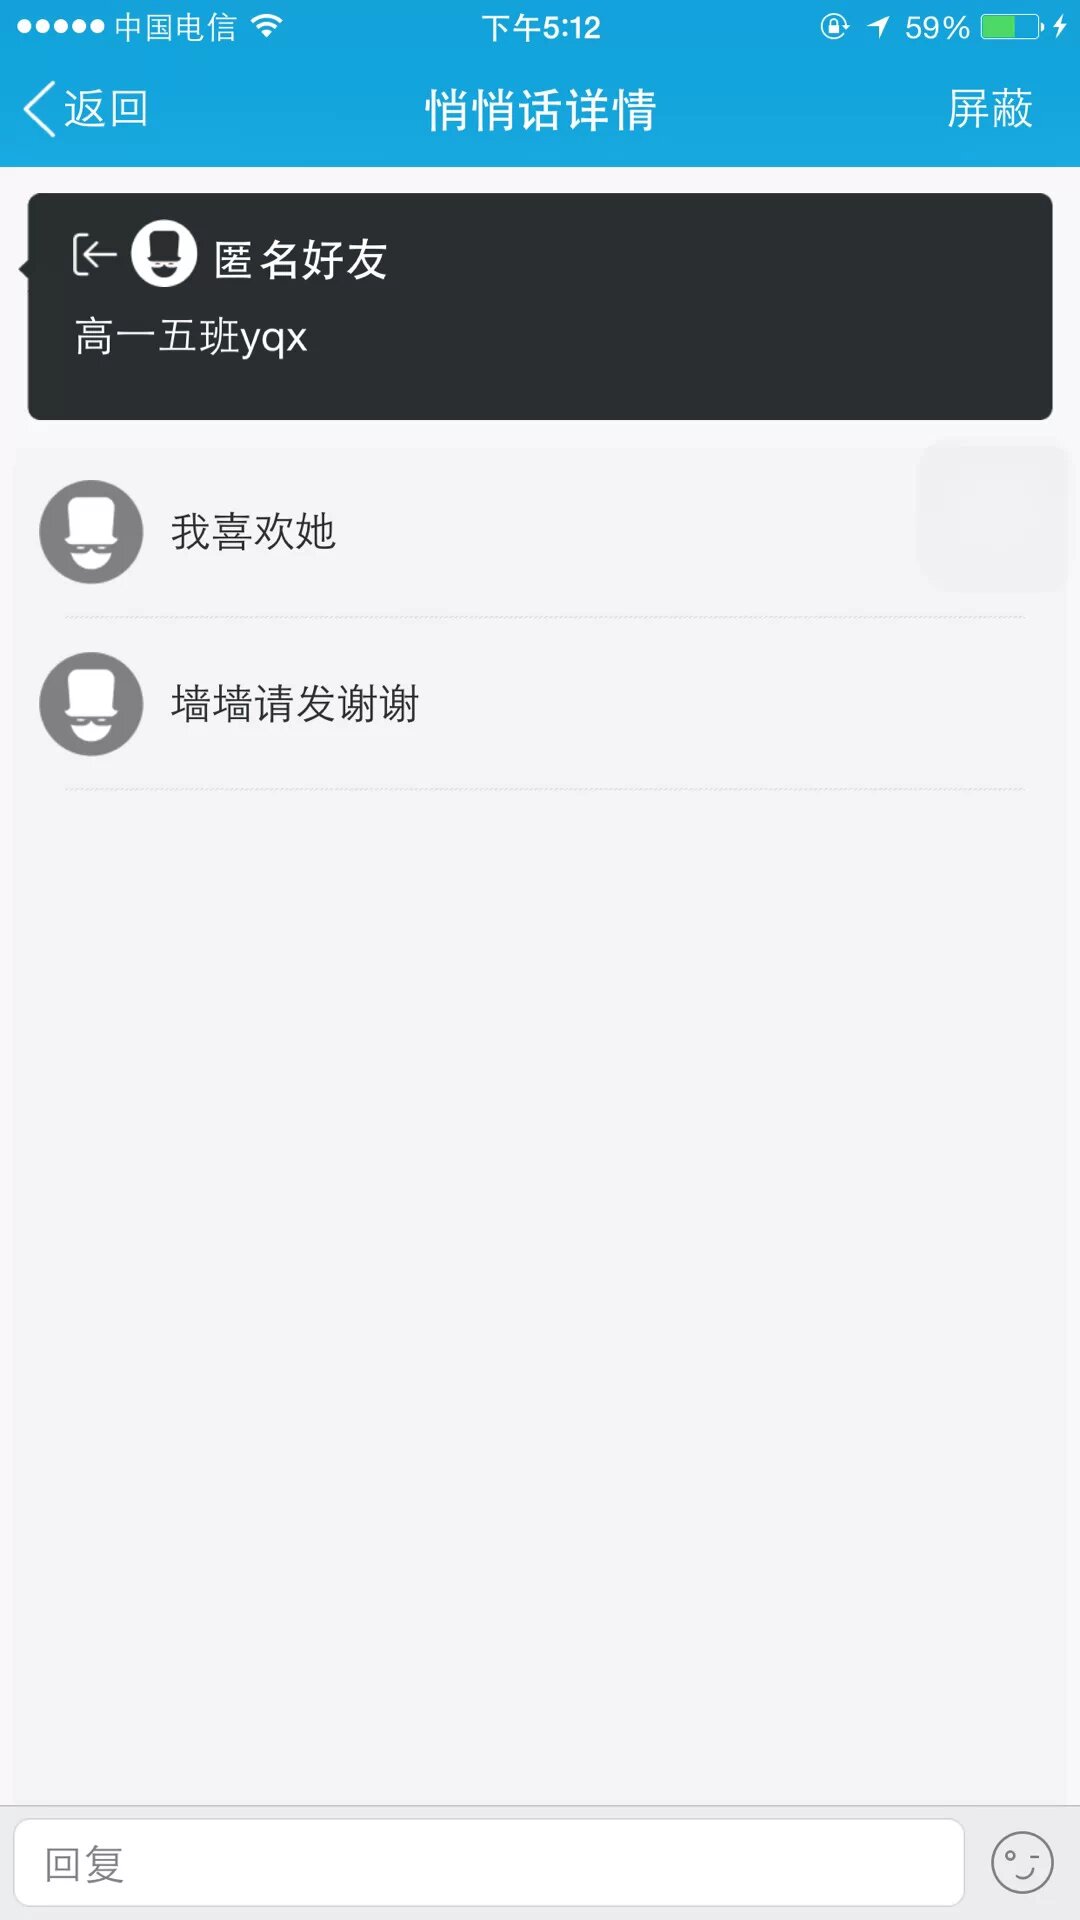 中国电信 下午5:12 59%
返回 悄悄话详情 屏蔽
匿名好友
高一五班yqx
我喜欢她
墙墙请发谢谢
回复